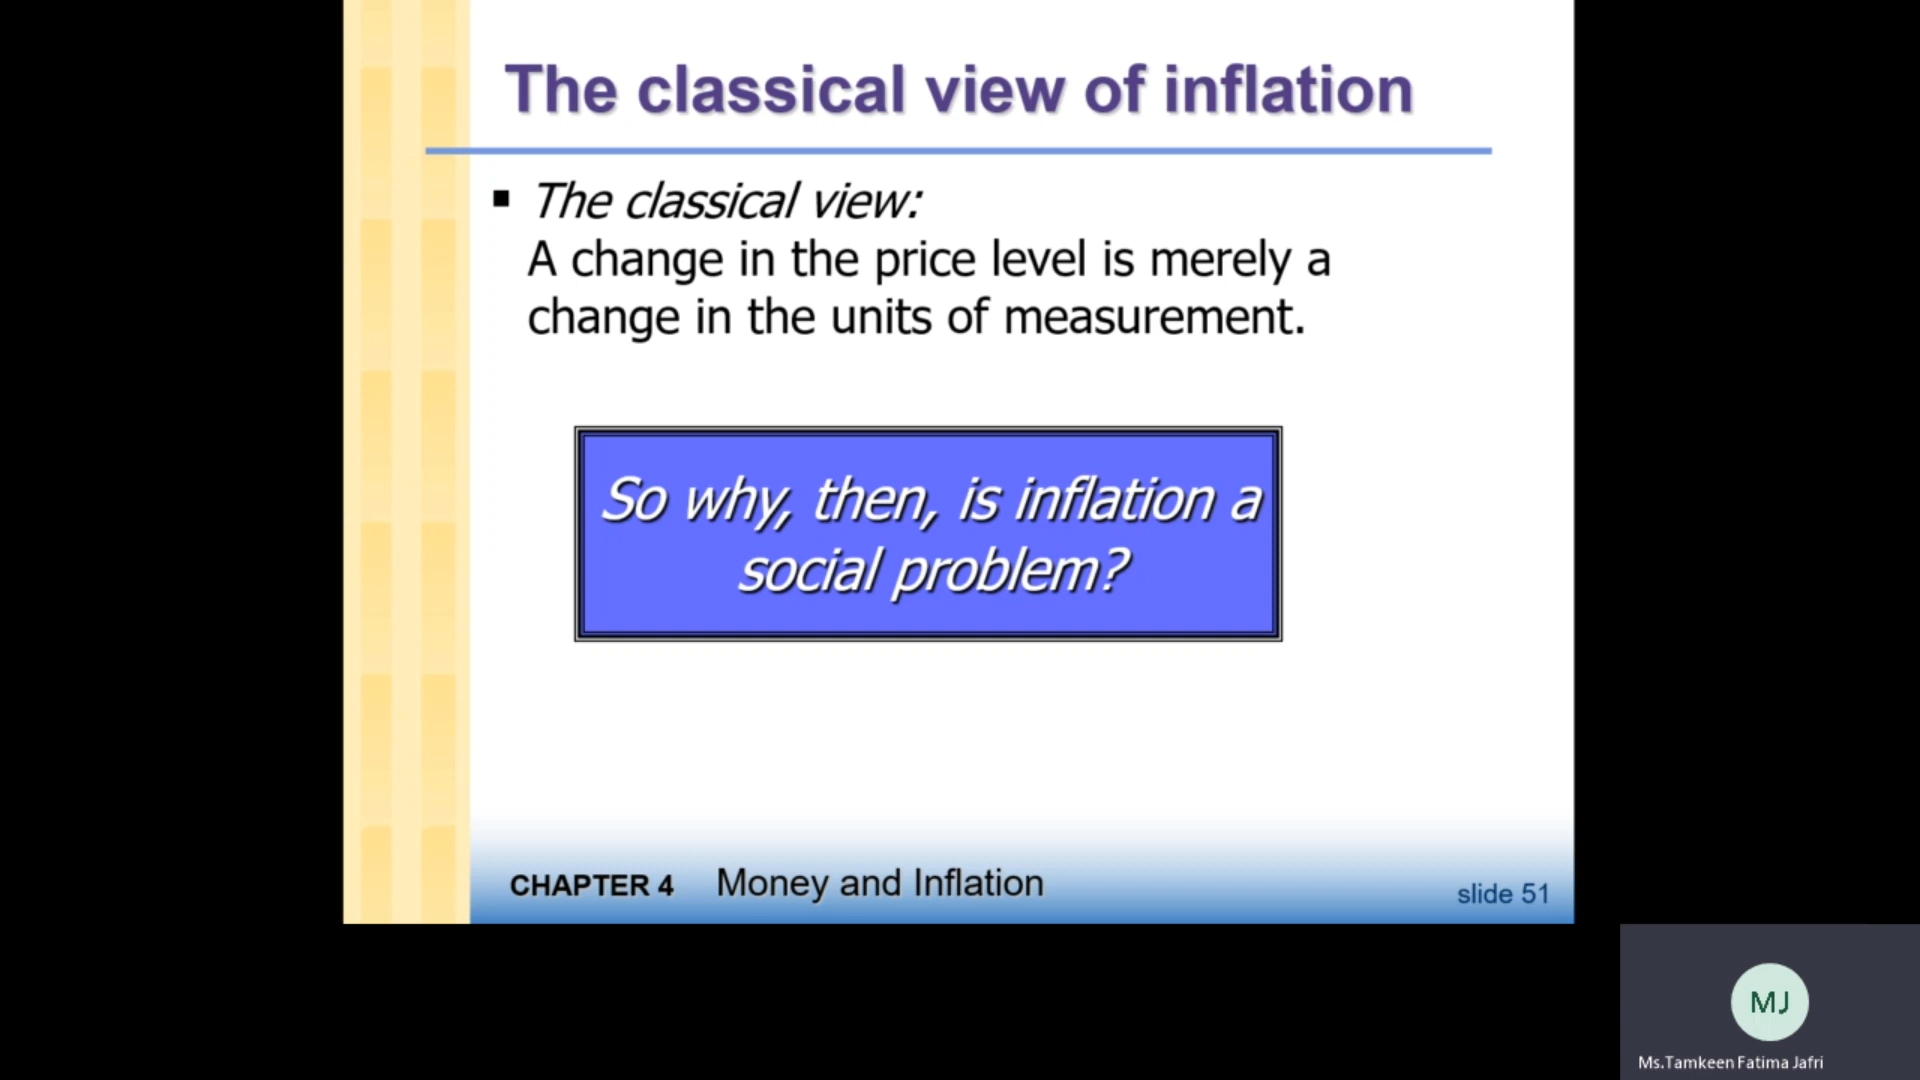 The classical view of inflation
▪ The classical view:
A change in the price level is merely a
change in the units of measurement.
So why, then, is inflation a
social problem?
CHAPTER 4 Money and Inflation
slide 51
MJ
Ms.Tamkeen Fatima Jafri